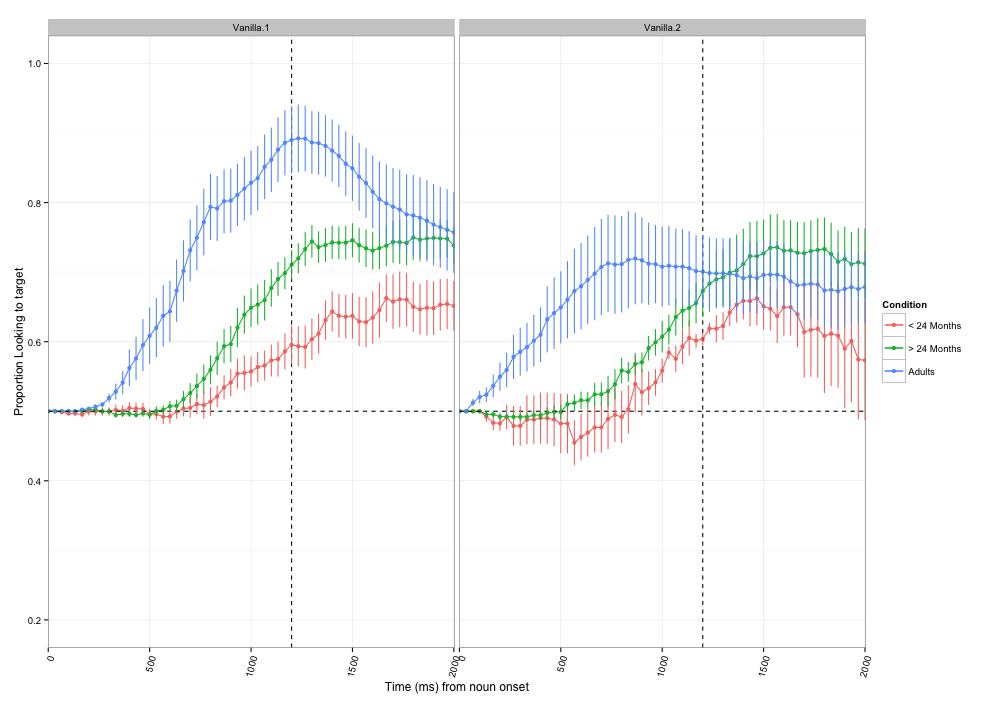 Vanilla.1
Vanilla.2
1.0
0.8
0.6
0.4
0.2
Proportion Looking to target
0
500
1000
1500
2000
0
500
1000
1500
2000
Time (ms) from noun onset
Condition
< 24 Months
> 24 Months
Adults